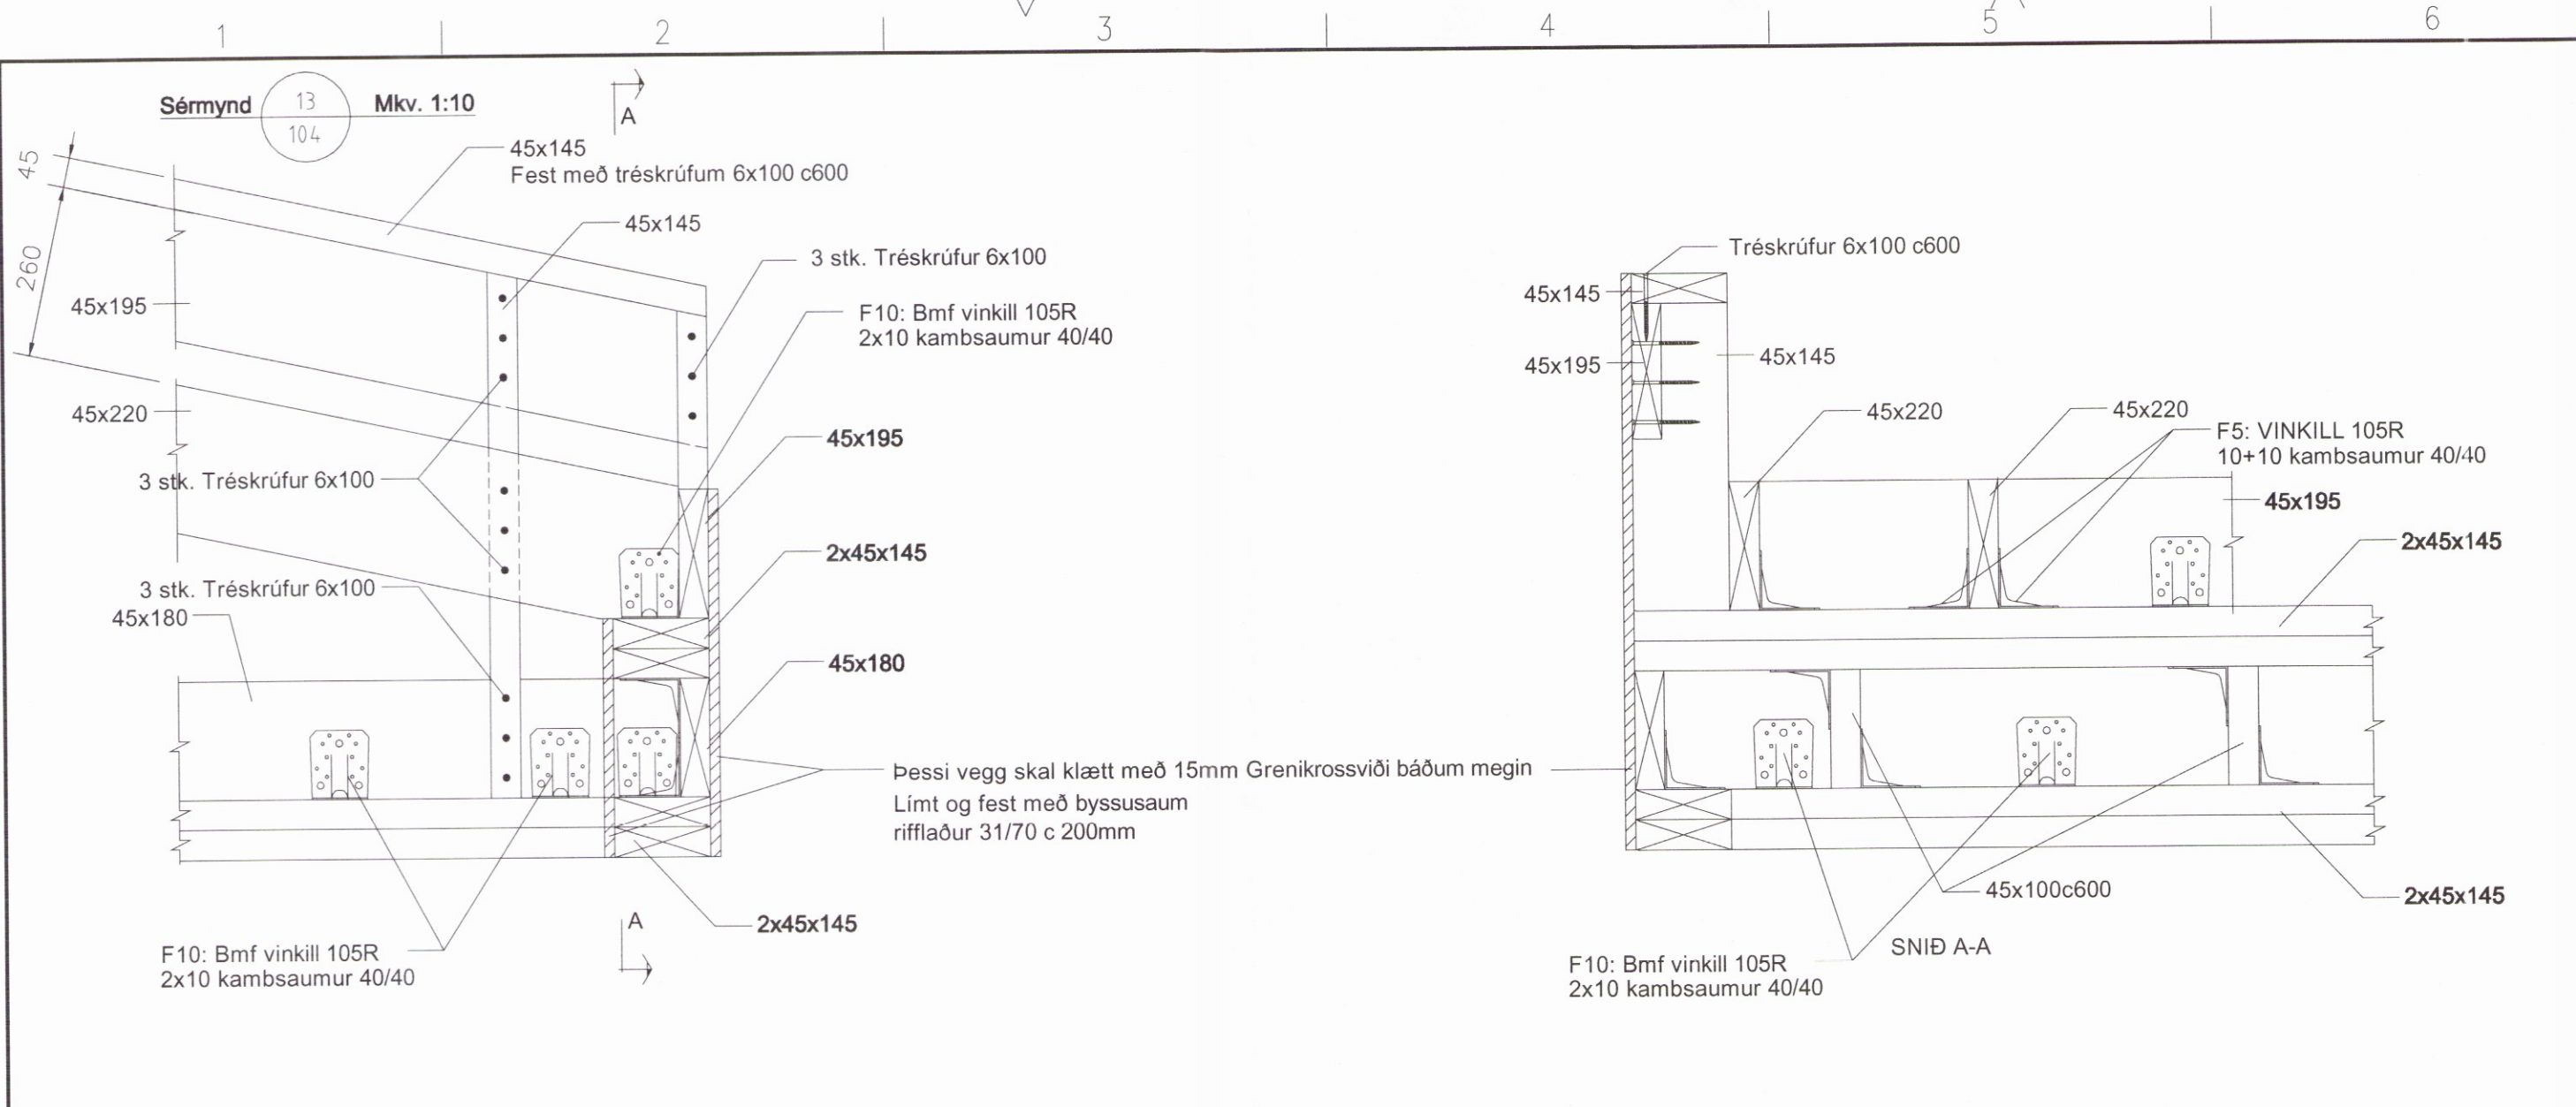 1 2 3 4 5 6
Sérmynd 13 Mkv. 1:10
104
A
45x145
Fest með tréskrúfum 6x100 c600
45
260
45x145
3 stk. Tréskrúfur 6x100
F10: Bmf vinkill 105R
2x10 kambsaumur 40/40
45x195
45x220
45x195
3 stk. Tréskrúfur 6x100
2x45x145
3 stk. Tréskrúfur 6x100
45x180
45x180
Þessi vegg skal klætt með 15mm Grenikrossviði báðum megin
Límt og fest með byssusaum
rifflaður 31/70 c 200mm
A
2x45x145
F10: Bmf vinkill 105R
2x10 kambsaumur 40/40
Tréskrúfur 6x100 c600
45x145
45x195
45x145
45x220
45x220
F5: VINKILL 105R
10+10 kambsaumur 40/40
45x195
2x45x145
45x100c600
2x45x145
SNIÐ A-A
F10: Bmf vinkill 105R
2x10 kambsaumur 40/40